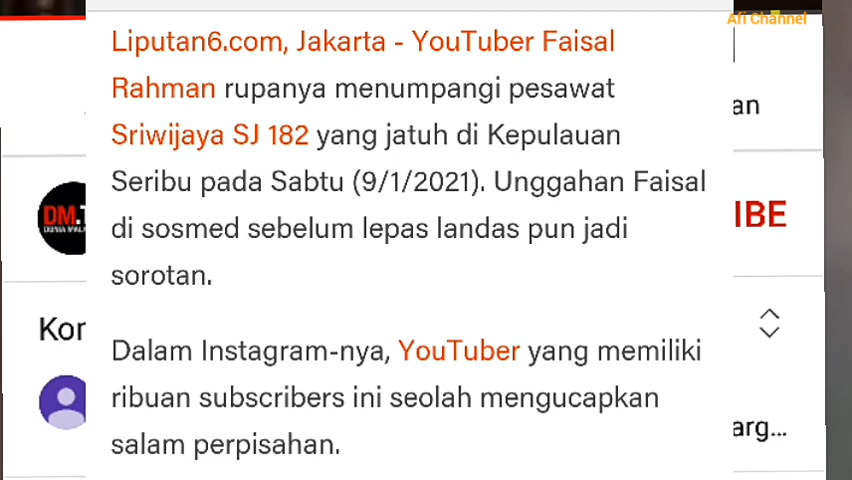 Afi Channel
Liputan6.com, Jakarta - YouTuber Faisal
Rahman rupanya menumpangi pesawat
Sriwijaya SJ 182 yang jatuh di Kepulauan
Seribu pada Sabtu (9/1/2021). Unggahan Faisal
di sosmed sebelum lepas landas pun jadi
sorotan.
Dalam Instagram-nya, YouTuber yang memiliki
ribuan subscribers ini seolah mengucapkan
salam perpisahan.
an
DM.
IBE
Kor
arg...